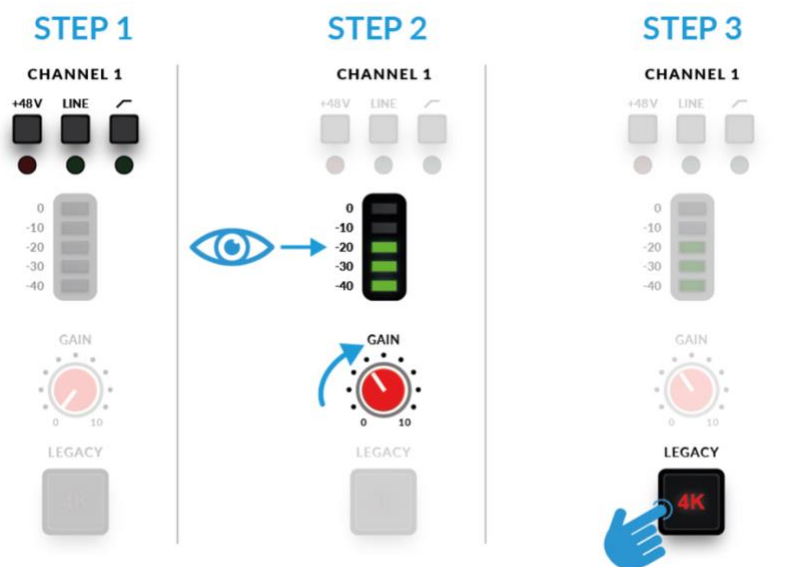 STEP 1
CHANNEL 1
+48V LINE
0
-10
-20
-30
-40
GAIN
0 10
LEGACY
4K
STEP 2
CHANNEL 1
+48V LINE
0
-10
-20
-30
-40
GAIN
0 10
LEGACY
STEP 3
CHANNEL 1
+48V LINE
0
-10
-20
-30
-40
GAIN
0 10
LEGACY
4K